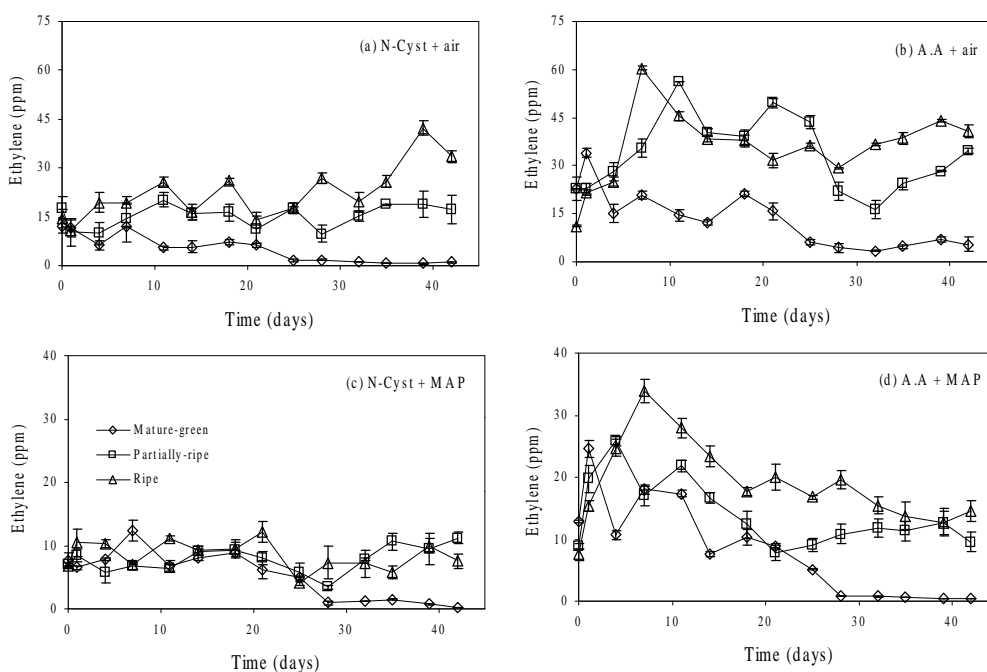 (a) N-Cyst + air
Ethylene (ppm)
75
60
45
30
15
0
0 10 20 30 40
Time (days)
(b) A.A + air
Ethylene (ppm)
75
60
45
30
15
0
0 10 20 30 40
Time (days)
(c) N-Cyst + MAP
Ethylene (ppm)
40
30
20
10
0
Mature-green
Partially-ripe
Ripe
0 10 20 30 40
Time (days)
(d) A.A + MAP
Ethylene (ppm)
40
30
20
10
0
0 10 20 30 40
Time (days)